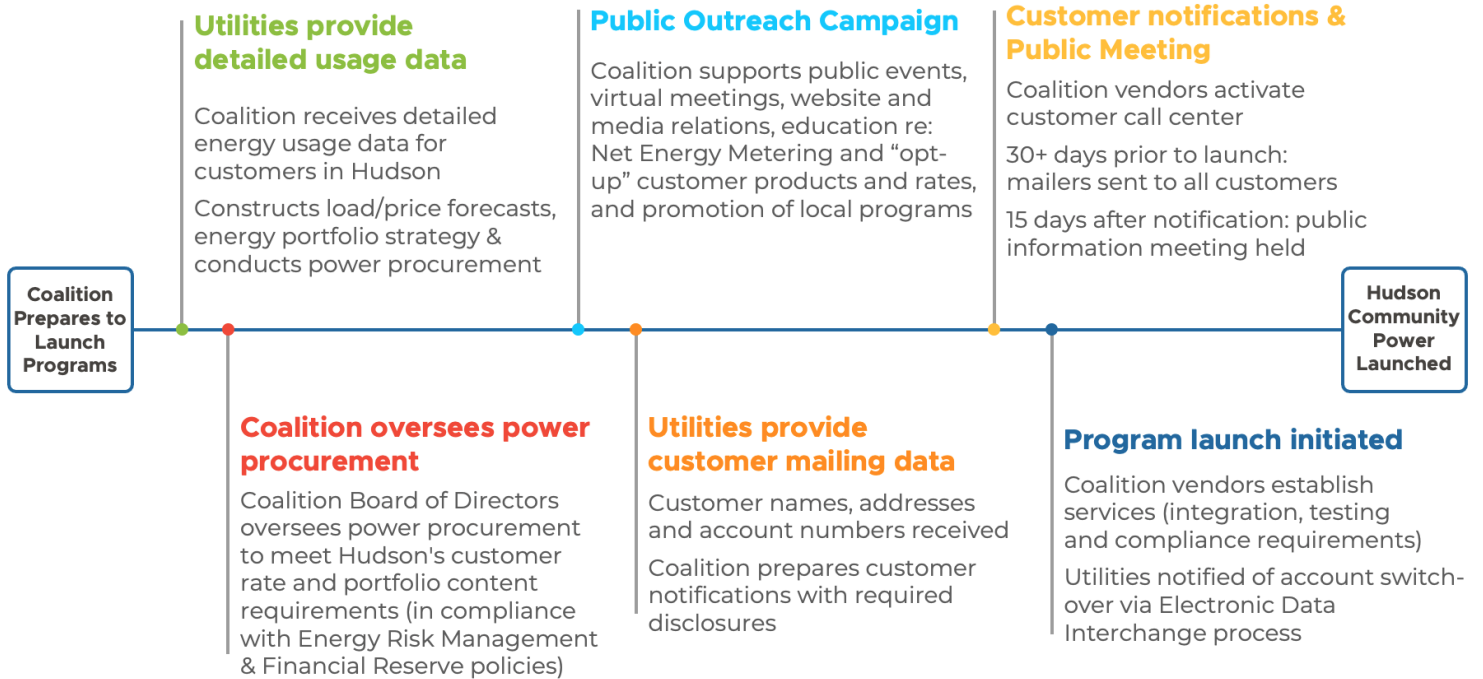 Coalition
Prepares to
Launch
Programs
Utilities provide
detailed usage data
Coalition receives detailed
energy usage data for
customers in Hudson
Constructs load/price forecasts,
energy portfolio strategy &
conducts power procurement
Coalition oversees power
procurement
Coalition Board of Directors
oversees power procurement
to meet Hudson's customer
rate and portfolio content
requirements (in compliance
with Energy Risk Management
& Financial Reserve policies)
Public Outreach Campaign
Coalition supports public events,
virtual meetings, website and
media relations, education re:
Net Energy Metering and “opt-
up” customer products and rates,
and promotion of local programs
Utilities provide
customer mailing data
Customer names, addresses
and account numbers received
Coalition prepares customer
notifications with required
disclosures
Customer notifications &
Public Meeting
Coalition vendors activate
customer call center
30+ days prior to launch:
mailers sent to all customers
15 days after notification: public
information meeting held
Program launch initiated
Coalition vendors establish
services (integration, testing
and compliance requirements)
Utilities notified of account switch-
over via Electronic Data
Interchange process
Hudson
Community
Power
Launched